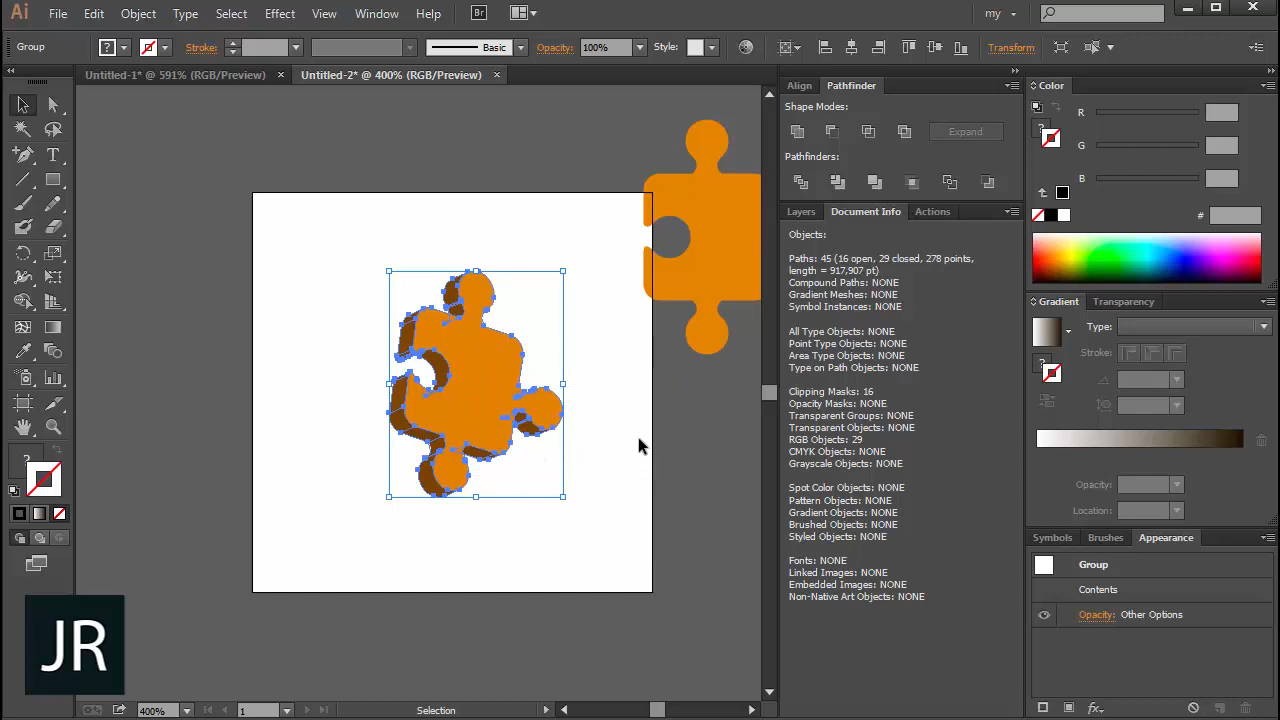 Ai File Edit Object Type Select Effect View Window Help Br my
Group Stroke: Basic Opacity: 100% Style: Transform
Untitled-1* @ 591% (RGB/Preview) × Untitled-2* @ 400% (RGB/Preview) ×
Align Pathfinder
Shape Modes:
Expand
Pathfinders:
Layers Document Info Actions
Objects:
Paths: 45 (16 open, 29 closed, 278 points,
length = 917,907 pt)
Compound Paths: NONE
Gradient Meshes: NONE
Symbol Instances: NONE
All Type Objects: NONE
Point Type Objects: NONE
Area Type Objects: NONE
Type on Path Objects: NONE
Clipping Masks: 16
Opacity Masks: NONE
Transparent Groups: NONE
Transparent Objects: NONE
RGB Objects: 29
CMYK Objects: NONE
Grayscale Objects: NONE
Spot Color Objects: NONE
Pattern Objects: NONE
Gradient Objects: NONE
Brushed Objects: NONE
Styled Objects: NONE
Fonts: NONE
Linked Images: NONE
Embedded Images: NONE
Non-Native Art Objects: NONE
Color
R
G
B
#
Gradient Transparency
Type:
Stroke:
Opacity:
Location:
Symbols Brushes Appearance
Group
Contents
Opacity: Other Options
fx
JR
400% 1 Selection